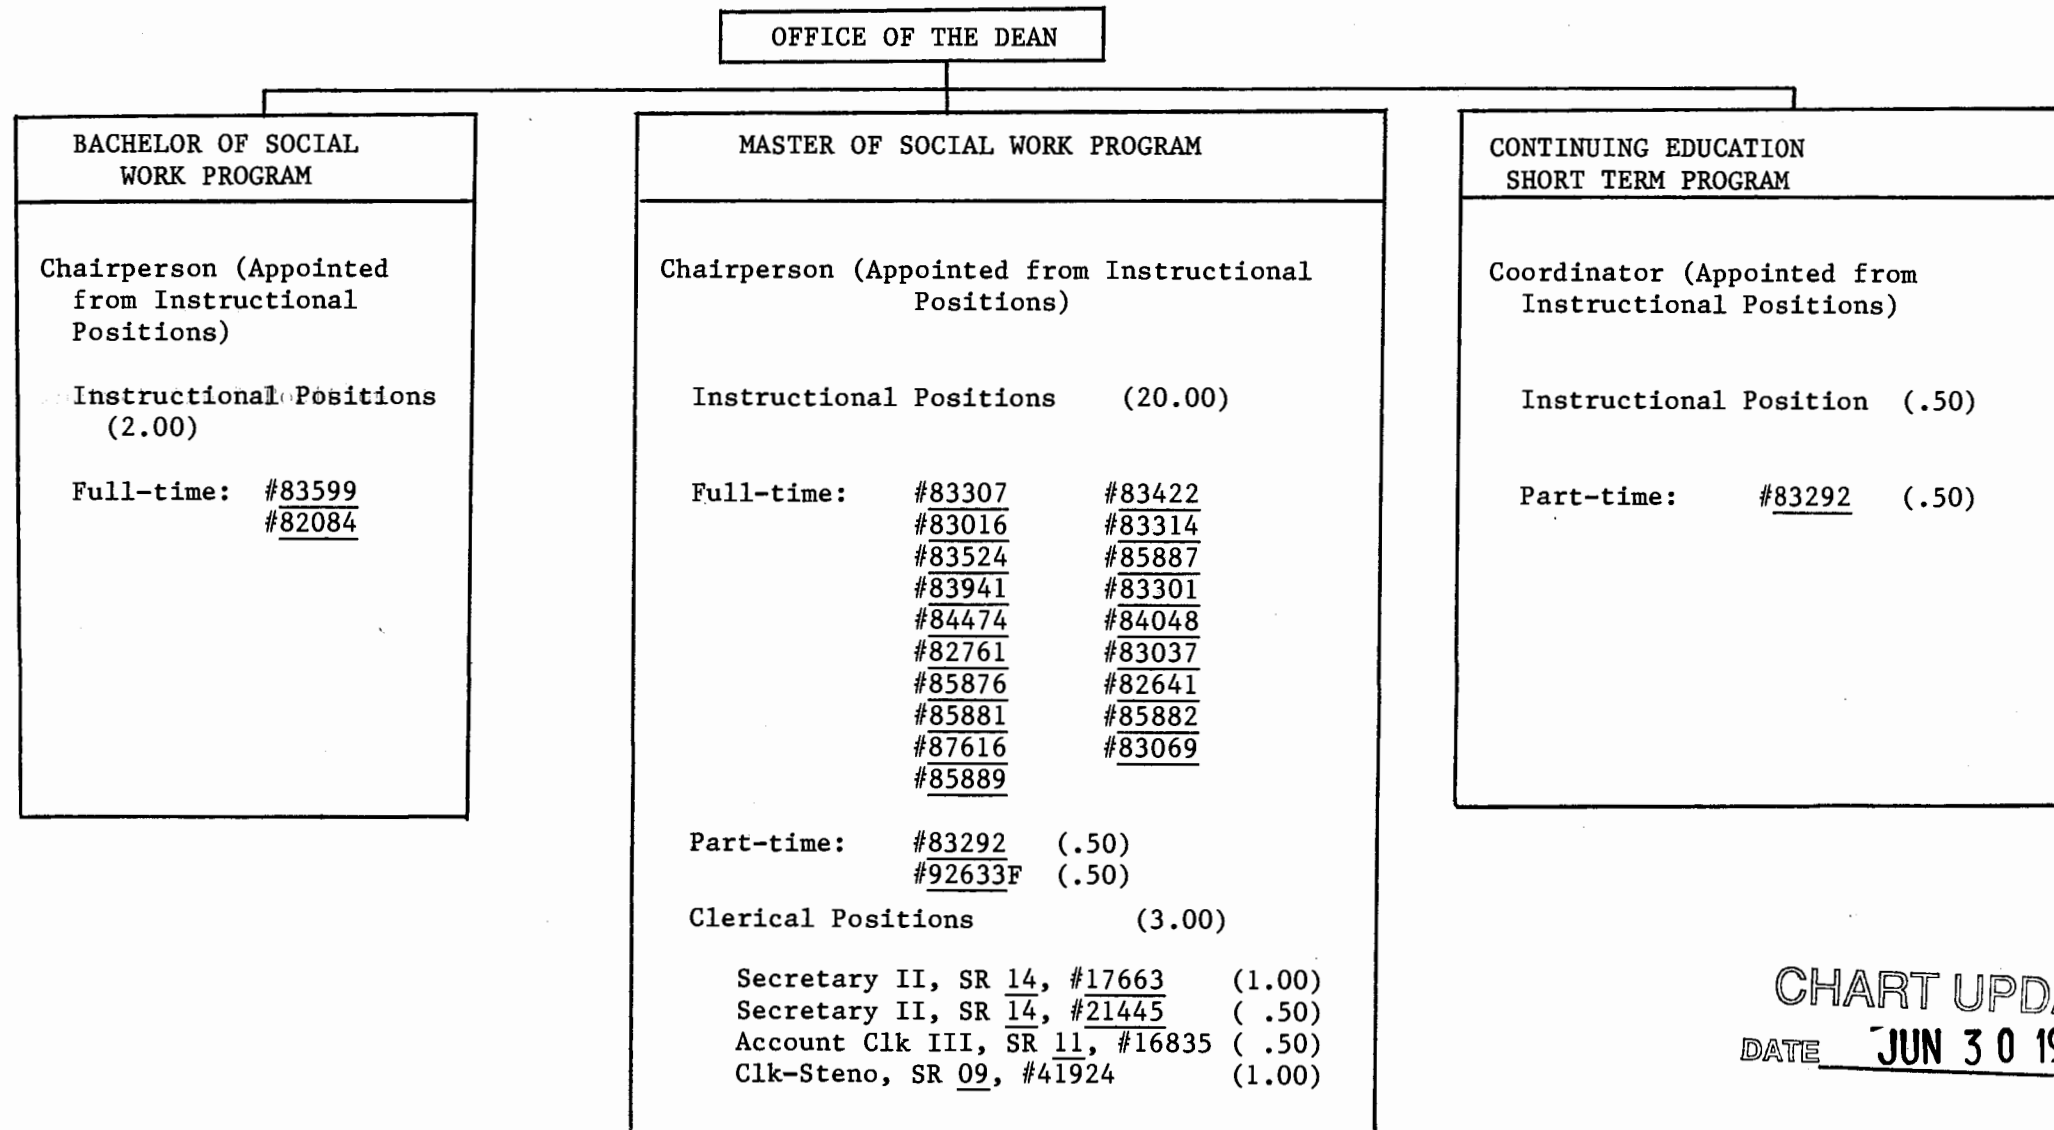 OFFICE OF THE DEAN
BACHELOR OF SOCIAL
WORK PROGRAM
Chairperson (Appointed
from Instructional
Positions)
Instructional Positions
(2.00)
Full-time: #83599
#82084
MASTER OF SOCIAL WORK PROGRAM
Chairperson (Appointed from Instructional
Positions)
Instructional Positions (20.00)
Full-time: #83307 #83422
#83016 #83314
#83524 #85887
#83941 #83301
#84474 #84048
#82761 #83037
#85876 #82641
#85881 #85882
#87616 #83069
#85889
Part-time: #83292 (.50)
#92633F (.50)
Clerical Positions (3.00)
Secretary II, SR 14, #17663 (1.00)
Secretary II, SR 14, #21445 ( .50)
Account Clk III, SR 11, #16835 ( .50)
Clk-Steno, SR 09, #41924 (1.00)
CONTINUING EDUCATION
SHORT TERM PROGRAM
Coordinator (Appointed from
Instructional Positions)
Instructional Position (.50)
Part-time: #83292 (.50)
CHART UPDA
DATE JUN 30 19